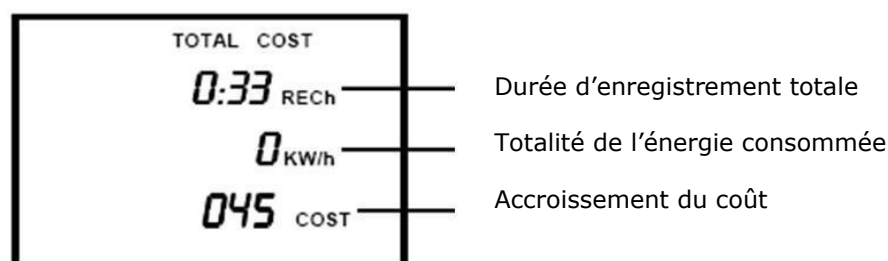 TOTAL COST
0:33 RECh Durée d’enregistrement totale
0 KW/h Totalité de l’énergie consommée
045 COST Accroissement du coût